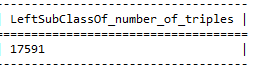 | LeftSubClassOf_number_of_triples |
| 17591 |